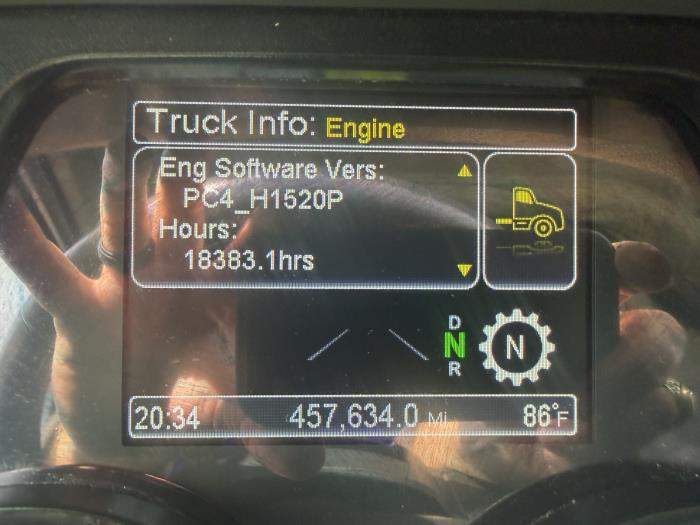 Truck Info: Engine
Eng Software Vers:
PC4_H1520P
Hours:
18383.1hrs
D
N
R
N
20:34 457,634.0 Mi 86°F